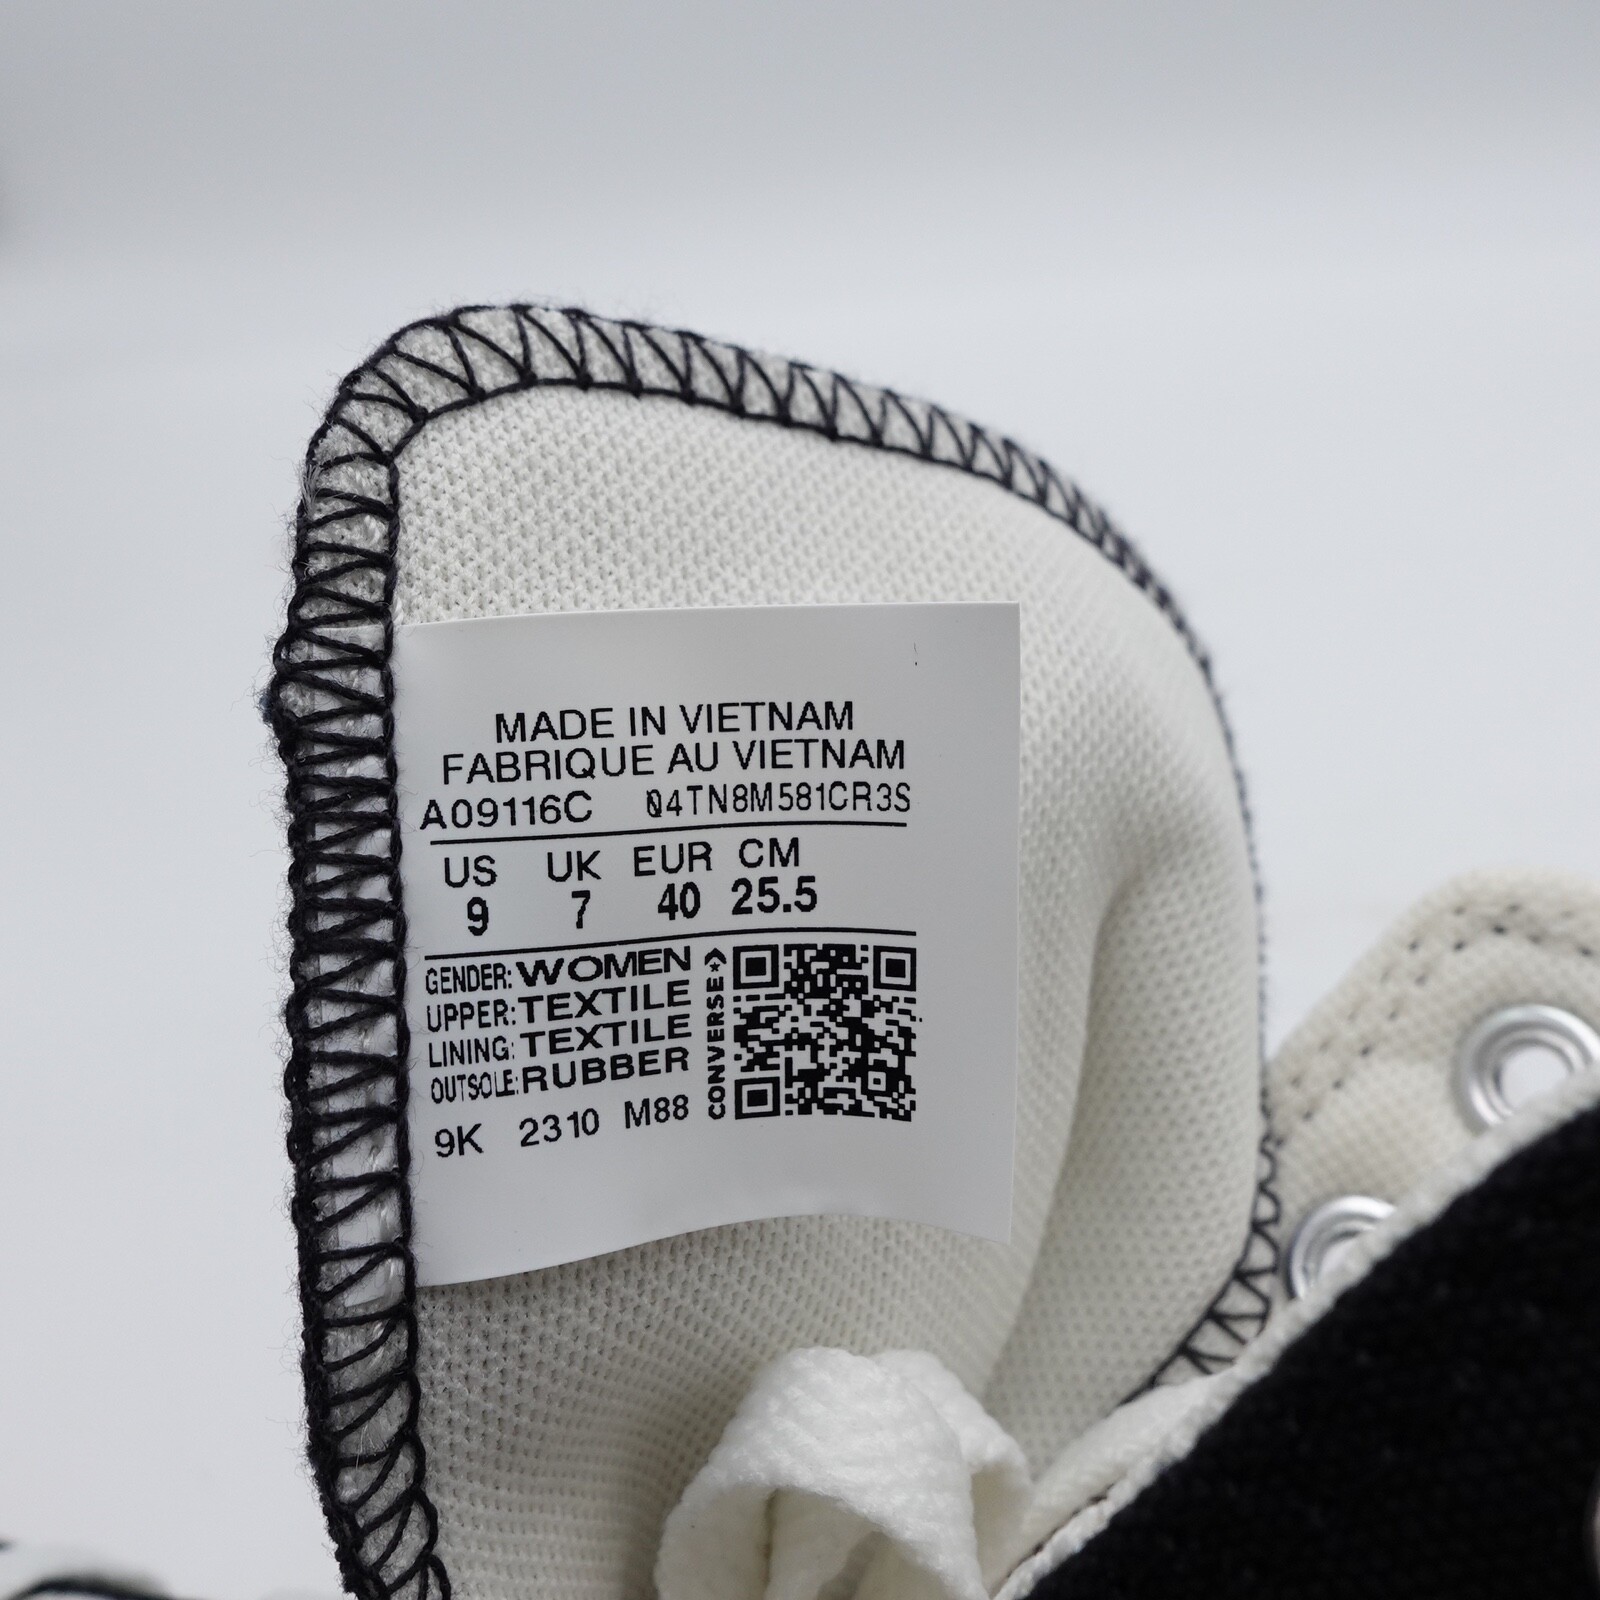 MADE IN VIETNAM
FABRIQUE AU VIETNAM
A09116C 04TN8M581CR3S
US UK EUR CM
9 7 40 25.5
GENDER: WOMEN
UPPER: TEXTILE
LINING: TEXTILE
OUTSOLE: RUBBER
CONVERSE
9K 2310 M88